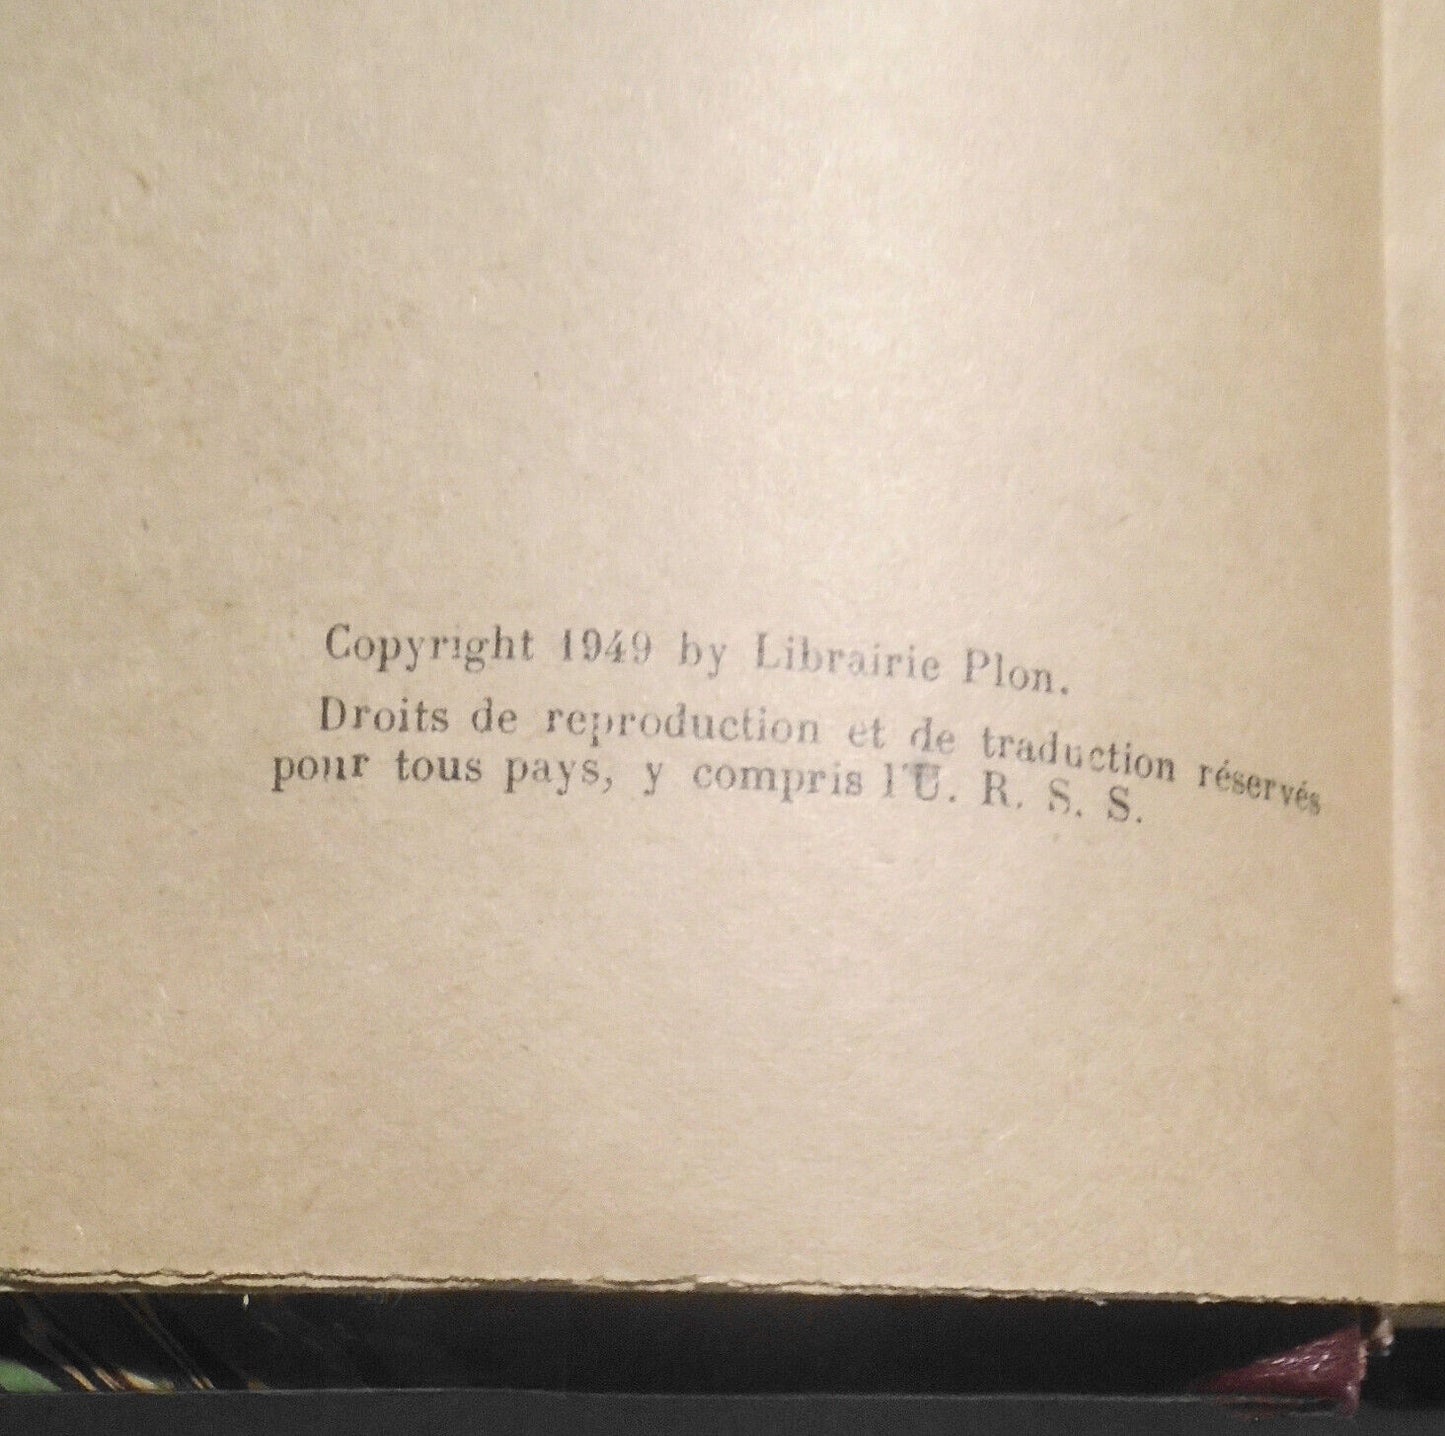 Copyright 1949 by Librairie Plon.
Droits de reproduction et de traduction réservés
pour tous pays, y compris l'U. R. S. S.